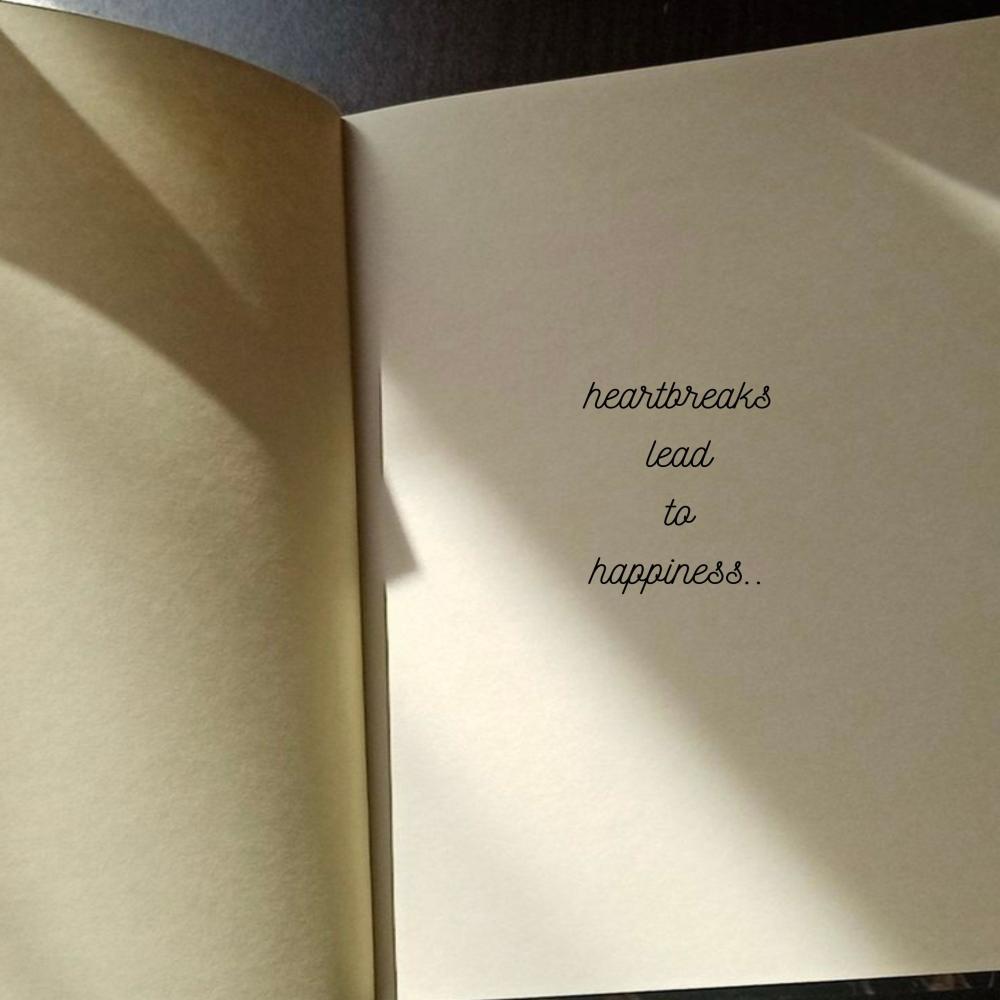 heartbreaks
lead
to
happiness..